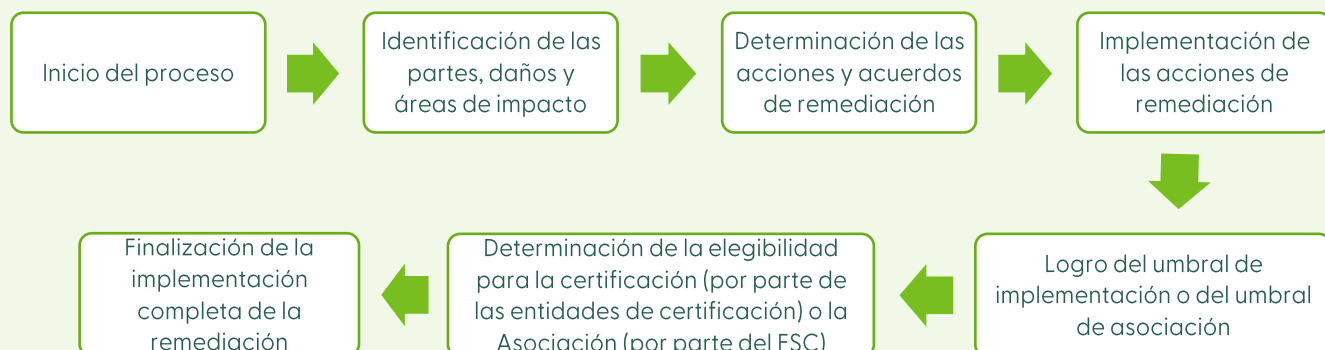 Inicio del proceso
Identificación de las
partes, daños y
áreas de impacto
Determinación de las
acciones y acuerdos
de remediación
Implementación de
las acciones de
remediación
Logro del umbral de
implementación o del umbral
de asociación
Determinación de la elegibilidad
para la certificación (por parte de
las entidades de certificación) o la
Asociación (por parte del FSC)
Finalización de la
implementación
completa de la
remediación